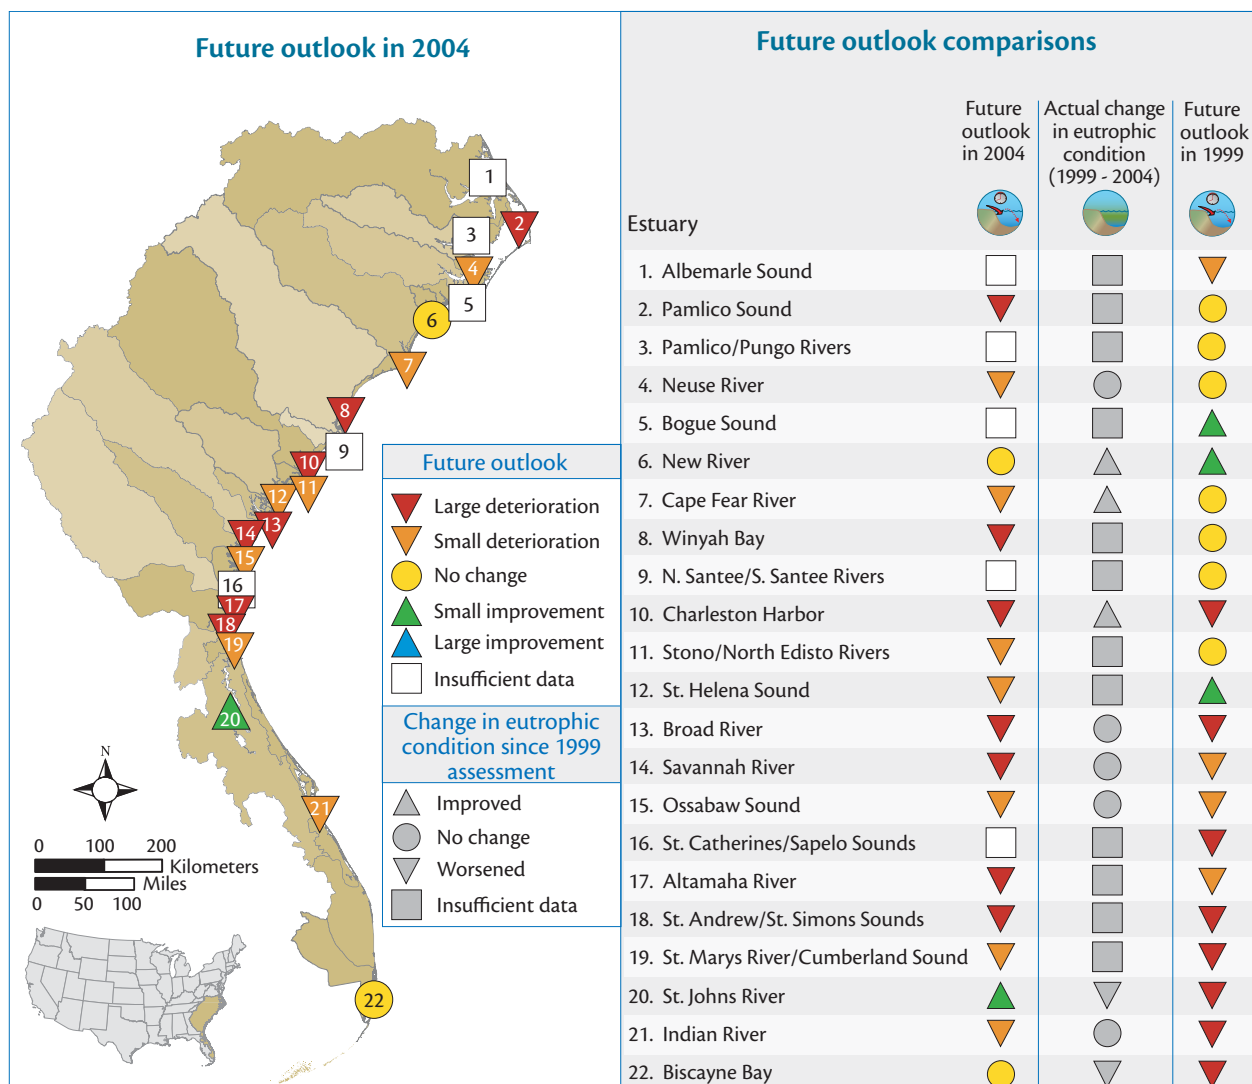 Future outlook in 2004
1
2
3
4
5
6
7
8
9
10
11
12
13
14
15
16
17
18
19
20
21
22
N
0 100 200
Kilometers
Miles
0 50 100
Future outlook
Large deterioration
Small deterioration
No change
Small improvement
Large improvement
Insufficient data
Change in eutrophic
condition since 1999
assessment
Improved
No change
Worsened
Insufficient data
Future outlook comparisons
Future
outlook
in 2004
Actual change
in eutrophic
condition
(1999 - 2004)
Future
outlook
in 1999
Estuary
1. Albemarle Sound
2. Pamlico Sound
3. Pamlico/Pungo Rivers
4. Neuse River
5. Bogue Sound
6. New River
7. Cape Fear River
8. Winyah Bay
9. N. Santee/S. Santee Rivers
10. Charleston Harbor
11. Stono/North Edisto Rivers
12. St. Helena Sound
13. Broad River
14. Savannah River
15. Ossabaw Sound
16. St. Catherines/Sapelo Sounds
17. Altamaha River
18. St. Andrew/St. Simons Sounds
19. St. Marys River/Cumberland Sound
20. St. Johns River
21. Indian River
22. Biscayne Bay